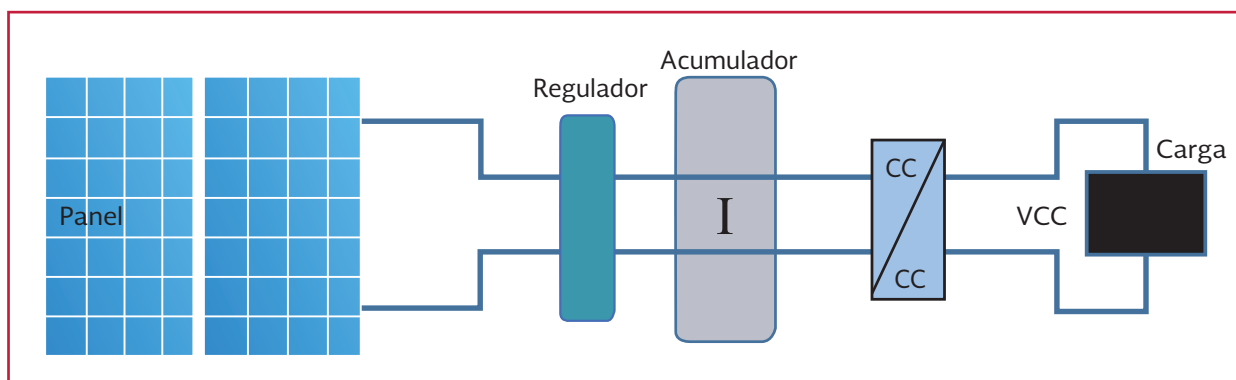 Panel
Regulador
Acumulador
I
CC
CC
VCC
Carga